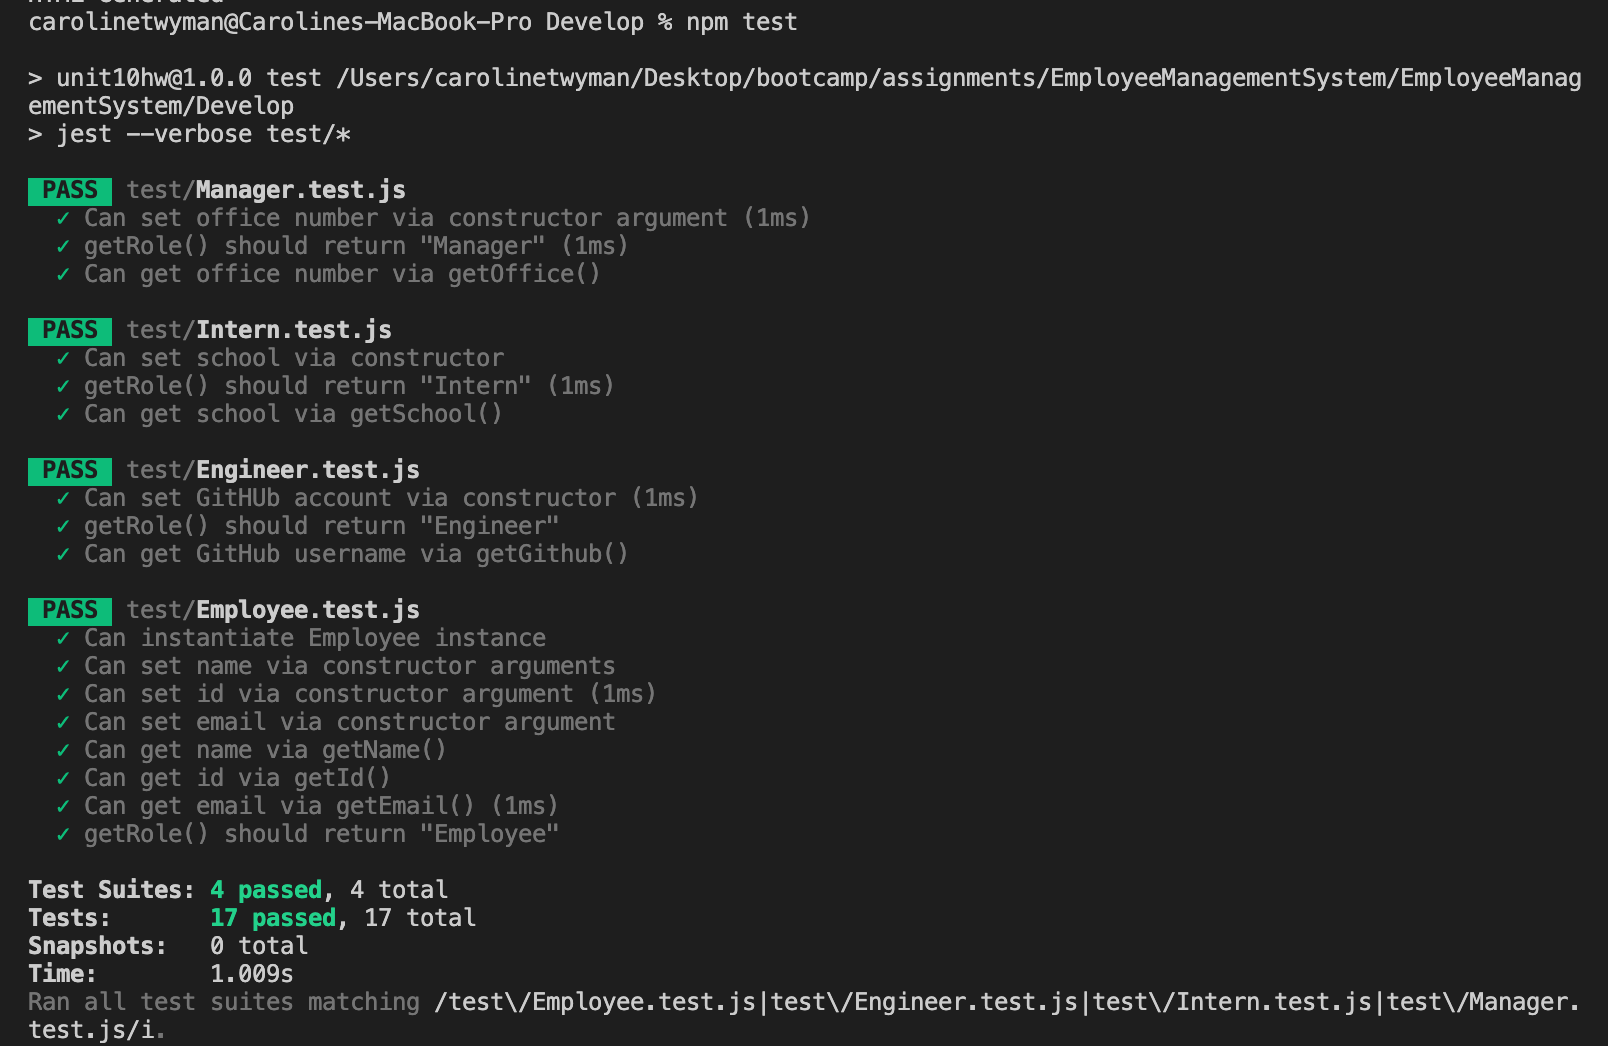 carolinetwyman@Carolines-MacBook-Pro Develop % npm test
> unit10hw@1.0.0 test /Users/carolinetwyman/Desktop/bootcamp/assignments/EmployeeManagementSystem/EmployeeManag
ementSystem/Develop
> jest --verbose test/*
PASS test/Manager.test.js
✓ Can set office number via constructor argument (1ms)
✓ getRole() should return "Manager" (1ms)
✓ Can get office number via getOffice()
PASS test/Intern.test.js
✓ Can set school via constructor
✓ getRole() should return "Intern" (1ms)
✓ Can get school via getSchool()
PASS test/Engineer.test.js
✓ Can set GitHUb account via constructor (1ms)
✓ getRole() should return "Engineer"
✓ Can get GitHub username via getGithub()
PASS test/Employee.test.js
✓ Can instantiate Employee instance
✓ Can set name via constructor arguments
✓ Can set id via constructor argument (1ms)
✓ Can set email via constructor argument
✓ Can get name via getName()
✓ Can get id via getId()
✓ Can get email via getEmail() (1ms)
✓ getRole() should return "Employee"
Test Suites: 4 passed, 4 total
Tests: 17 passed, 17 total
Snapshots: 0 total
Time: 1.009s
Ran all test suites matching /test\/Employee.test.js|test\/Engineer.test.js|test\/Intern.test.js|test\/Manager.
test.js/i.